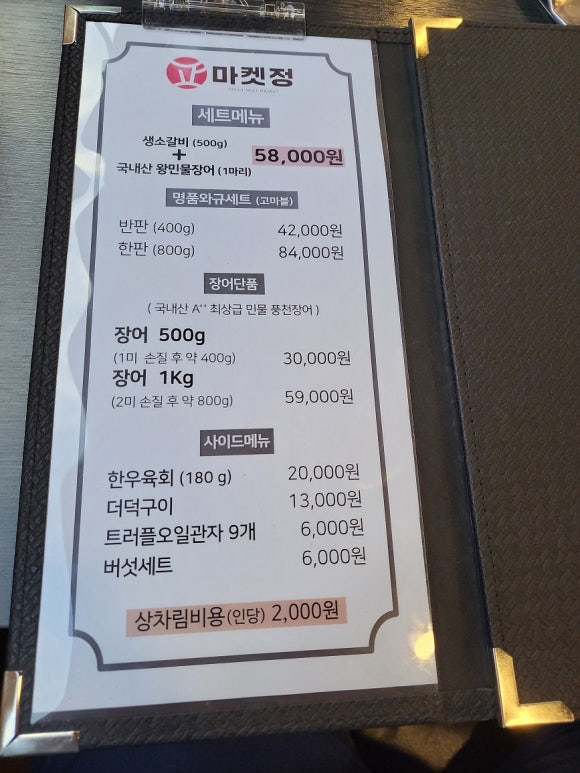 마켓정
FRESH MEAT MARKET
세트메뉴
생소갈비 (500g)
+
국내산 왕민물장어 (1마리)
58,000원
명품와규세트 (고마블)
반판 (400g) 42,000원
한판 (800g) 84,000원
장어단품
( 국내산 A++ 최상급 민물 풍천장어 )
장어 500g
(1미 손질 후 약 400g) 30,000원
장어 1Kg
(2미 손질 후 약 800g) 59,000원
사이드메뉴
한우육회 (180 g) 20,000원
더덕구이 13,000원
트러플오일관자 9개 6,000원
버섯세트 6,000원
상차림비용(인당) 2,000원